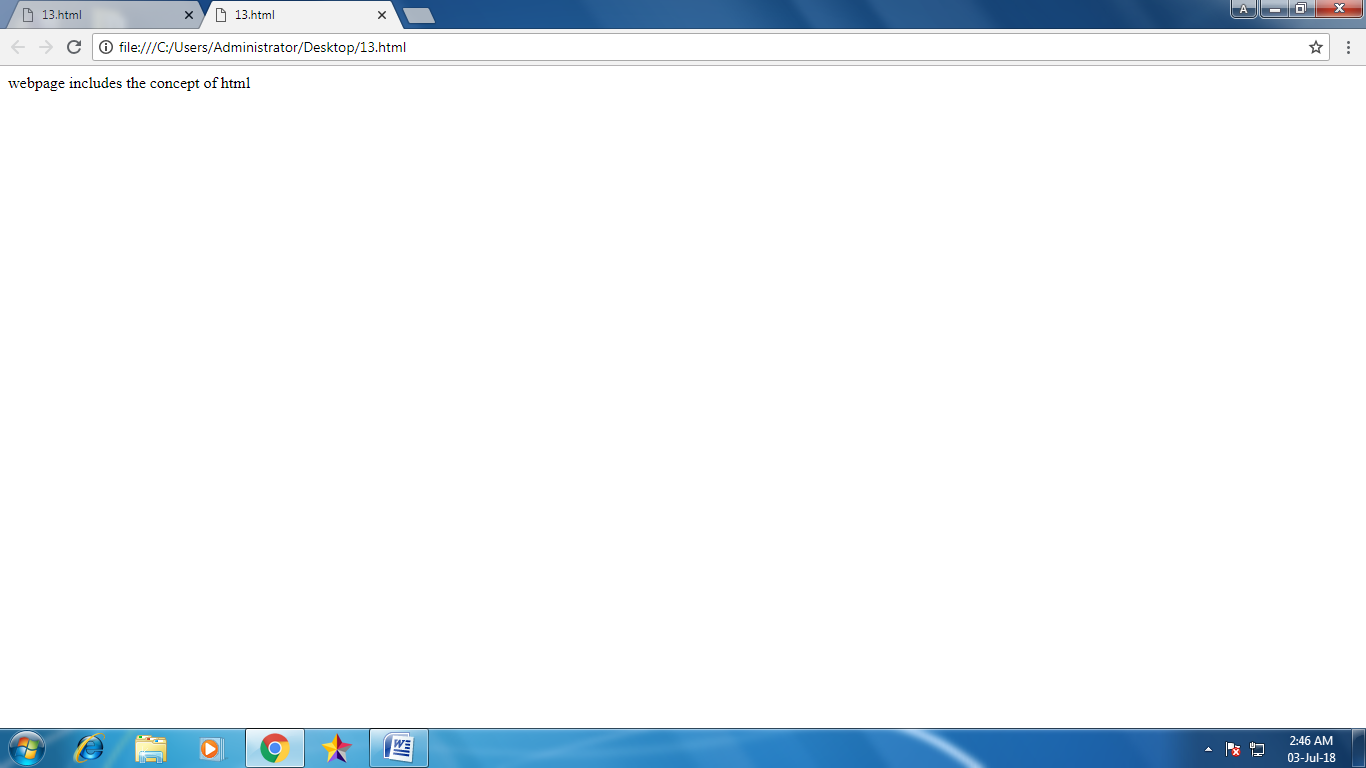 13.html
13.html
A
file:///C:/Users/Administrator/Desktop/13.html
webpage includes the concept of html
W
2:46 AM
03-Jul-18